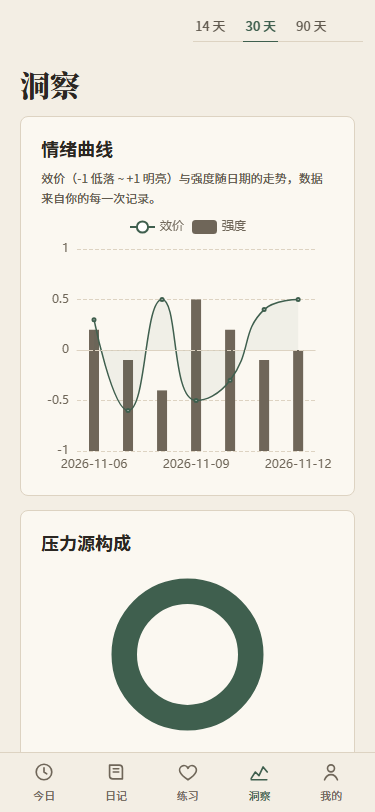 14 天 30 天 90 天
洞察
情绪曲线
效价（-1 低落 ~ +1 明亮）与强度随日期的走势，数据
来自你的每一次记录。
效价 强度
1
0.5
0
-0.5
-1
2026-11-06 2026-11-09 2026-11-12
压力源构成
今日 日记 练习 洞察 我的